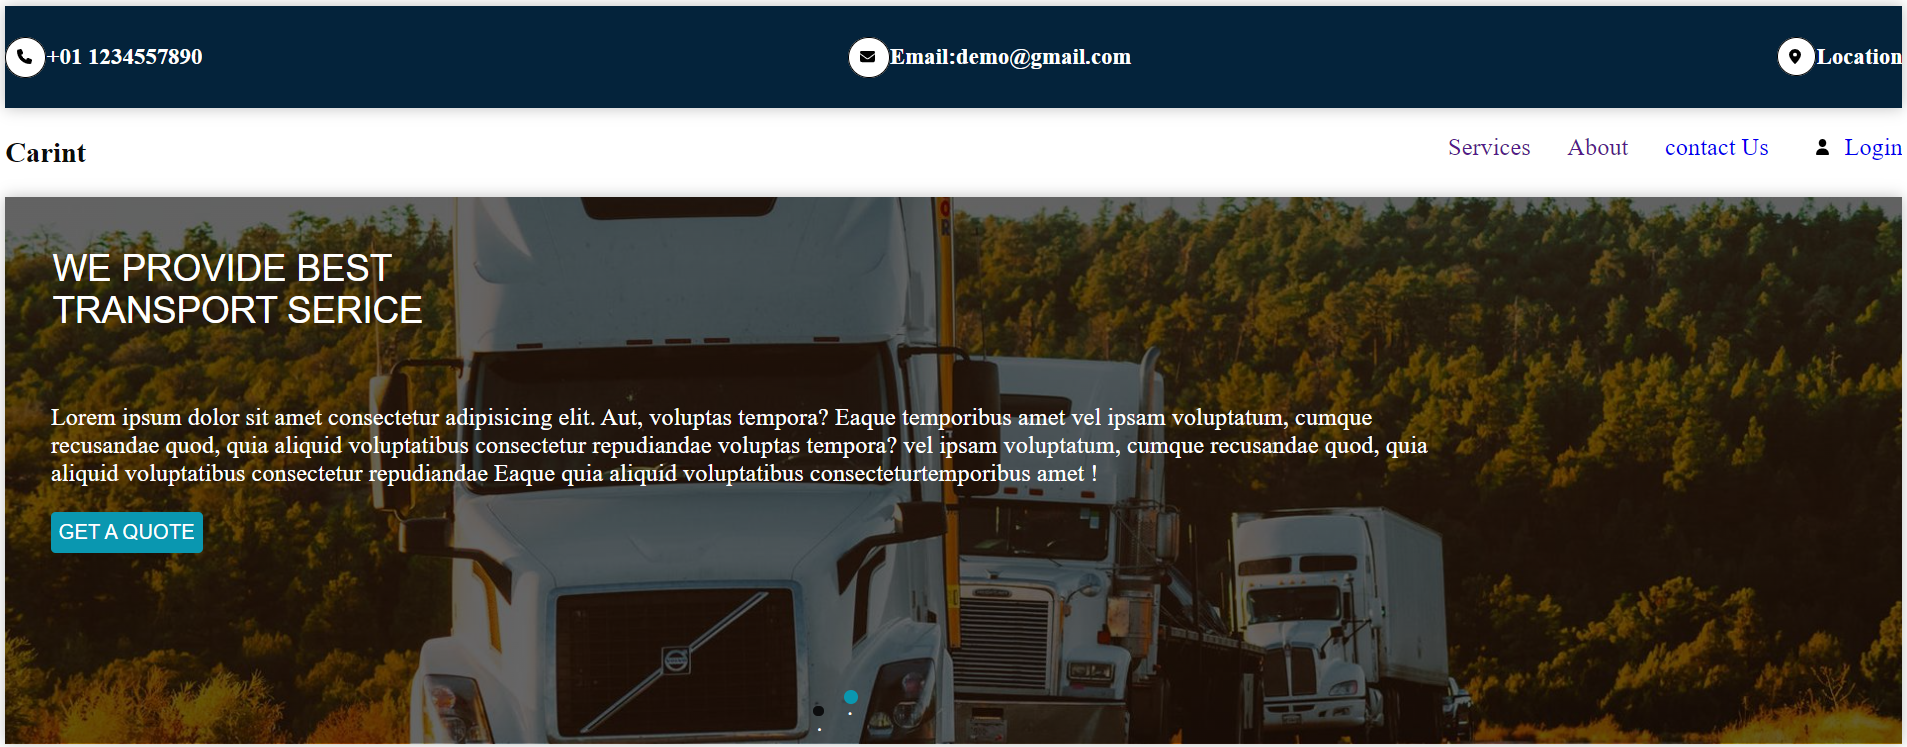 +01 1234557890
Email:demo@gmail.com
Location
Carint
Services
About
contact Us
Login
WE PROVIDE BEST
TRANSPORT SERICE
Lorem ipsum dolor sit amet consectetur adipisicing elit. Aut, voluptas tempora? Eaque temporibus amet vel ipsam voluptatum, cumque
recusandae quod, quia aliquid voluptatibus consectetur repudiandae voluptas tempora? vel ipsam voluptatum, cumque recusandae quod, quia
aliquid voluptatibus consectetur repudiandae Eaque quia aliquid voluptatibus consecteturtemporibus amet !
GET A QUOTE